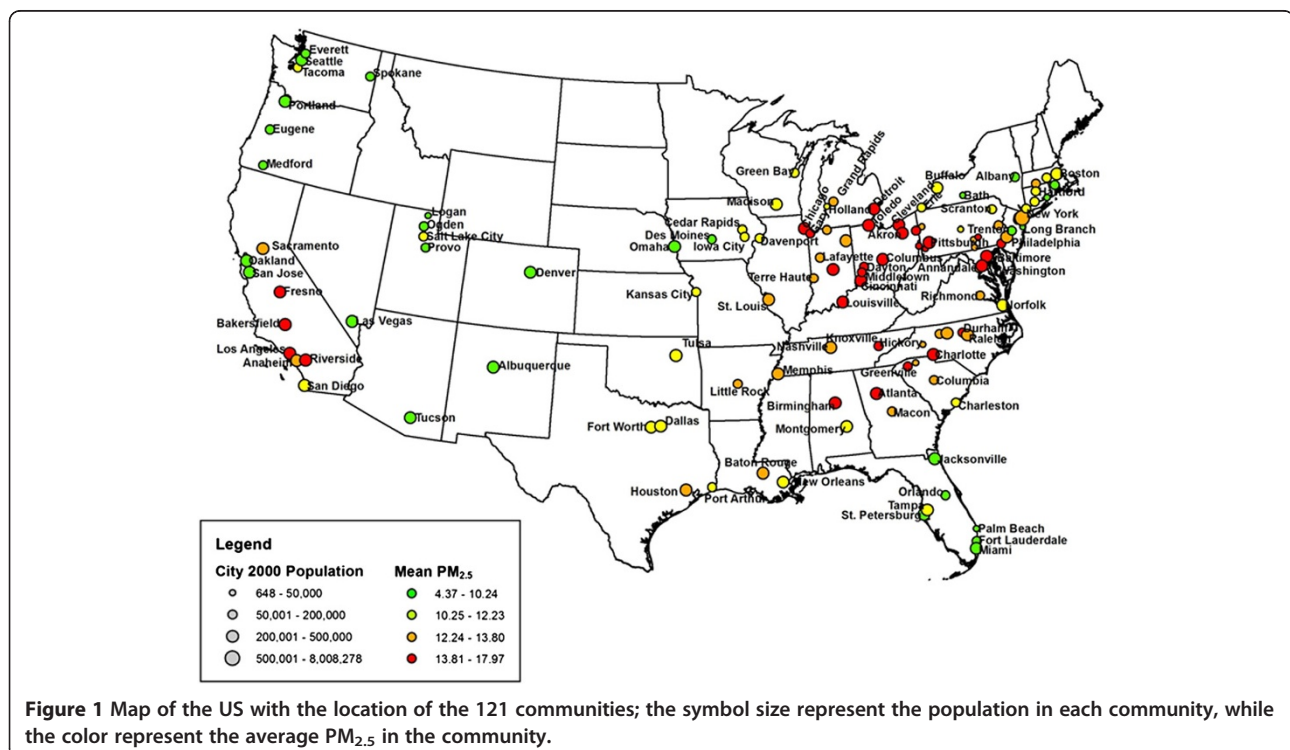 Everett
Seattle
Tacoma
Spokane
Portland
Eugene
Medford
Logan
Ogden
Salt Lake City
Provo
Sacramento
Oakland
San Jose
Fresno
Bakersfield
Las Vegas
Los Angeles
Riverside
Anaheim
San Diego
Tucson
Albuquerque
Denver
Green Bay
Madison
Cedar Rapids
Des Moines
Iowa City
Omaha
Davenport
Kansas City
St. Louis
Tulsa
Little Rock
Fort Worth
Dallas
Houston
Port Arthur
Baton Rouge
New Orleans
Chicago
Gary
Grand Rapids
Holland
Detroit
Toledo
Cleveland
Erie
Akron
Lafayette
Terre Haute
Columbus
Dayton
Middletown
Cincinnati
Louisville
Buffalo
Albany
Bath
Scranton
Boston
Hartford
New York
Trenton
Long Branch
Pittsburgh
Philadelphia
Baltimore
Annandale
Washington
Richmond
Norfolk
Knoxville
Nashville
Hickory
Durham
Raleigh
Memphis
Charlotte
Greenville
Columbia
Birmingham
Atlanta
Macon
Charleston
Montgomery
Jacksonville
Orlando
Tampa
St. Petersburg
Palm Beach
Fort Lauderdale
Miami
Legend
City 2000 Population
648 - 50,000
50,001 - 200,000
200,001 - 500,000
500,001 - 8,008,278
Mean PM2.5
4.37 - 10.24
10.25 - 12.23
12.24 - 13.80
13.81 - 17.97
Figure 1 Map of the US with the location of the 121 communities; the symbol size represent the population in each community, while
the color represent the average PM2.5 in the community.